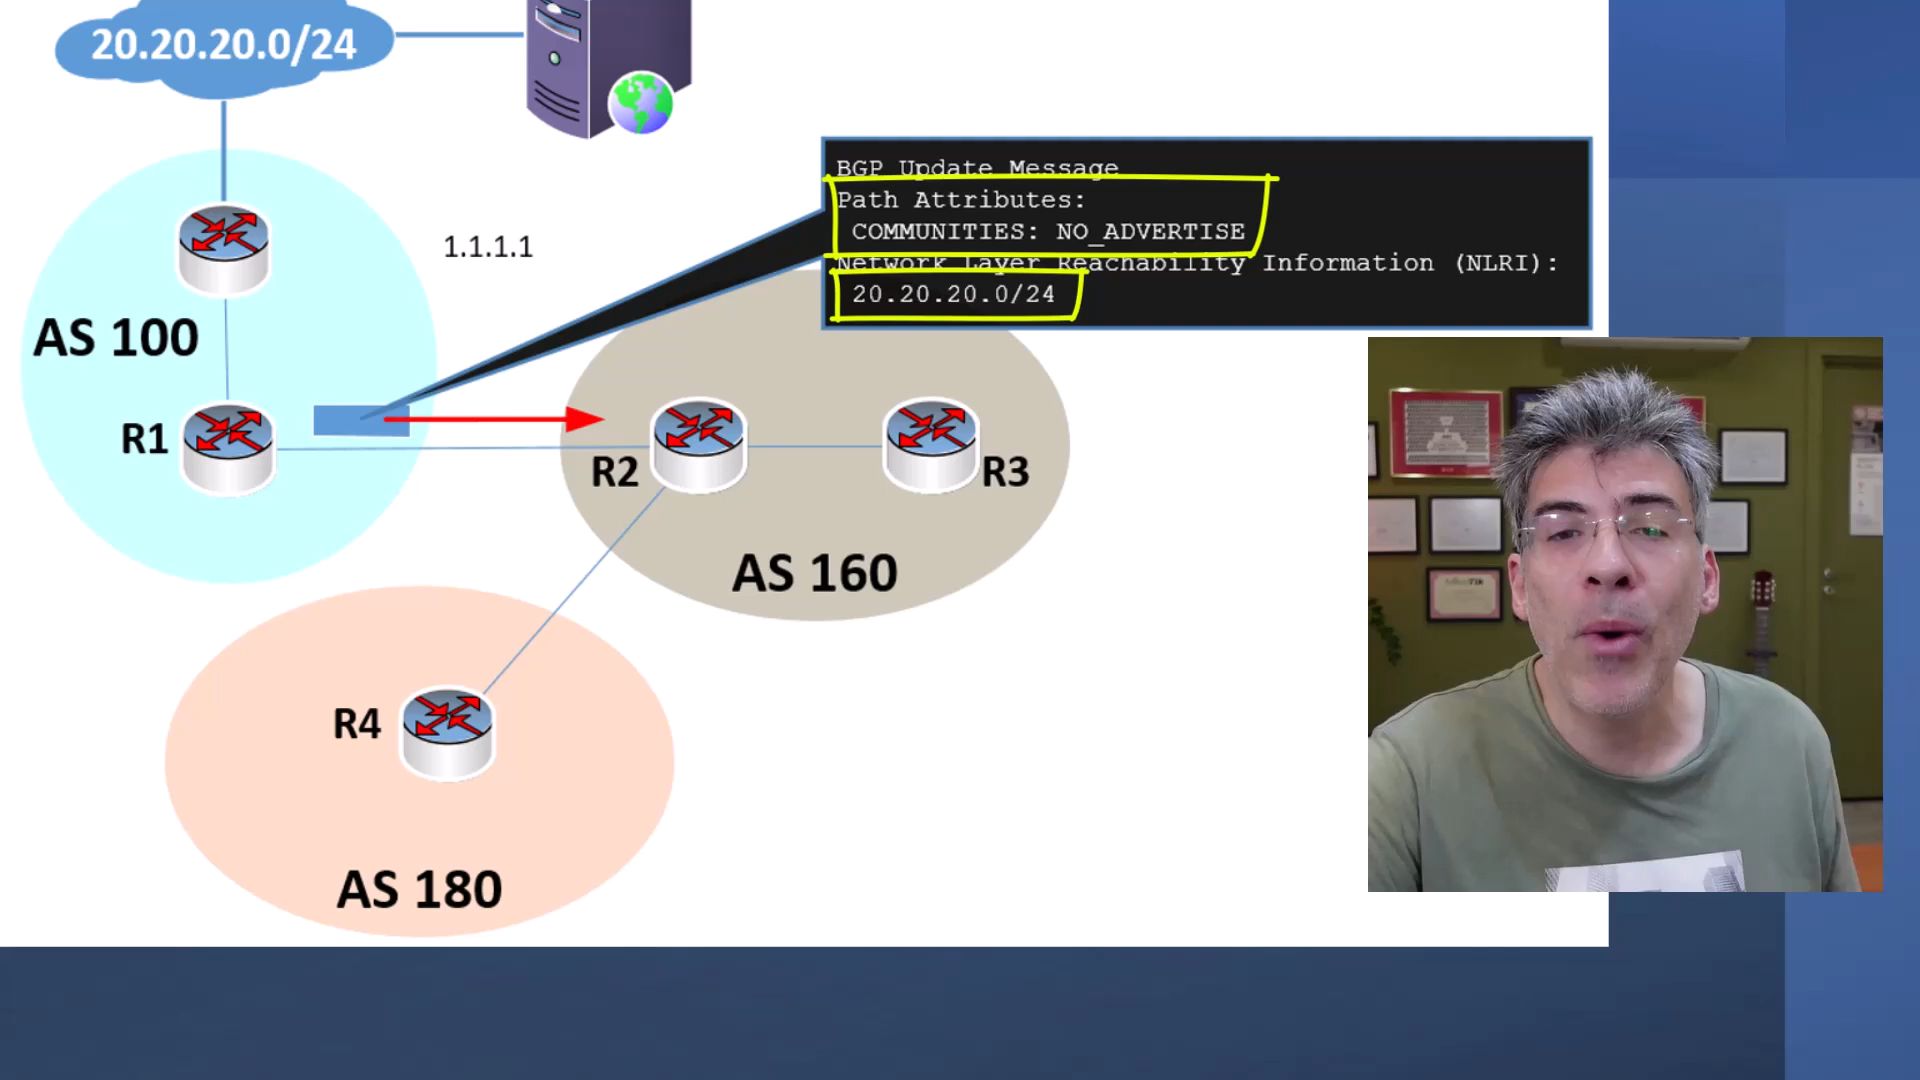 20.20.20.0/24
BGP Update Message
Path Attributes:
COMMUNITIES: NO_ADVERTISE
Network Layer Reachability Information (NLRI):
20.20.20.0/24
1.1.1.1
AS 100
R1
R2
R3
AS 160
R4
AS 180